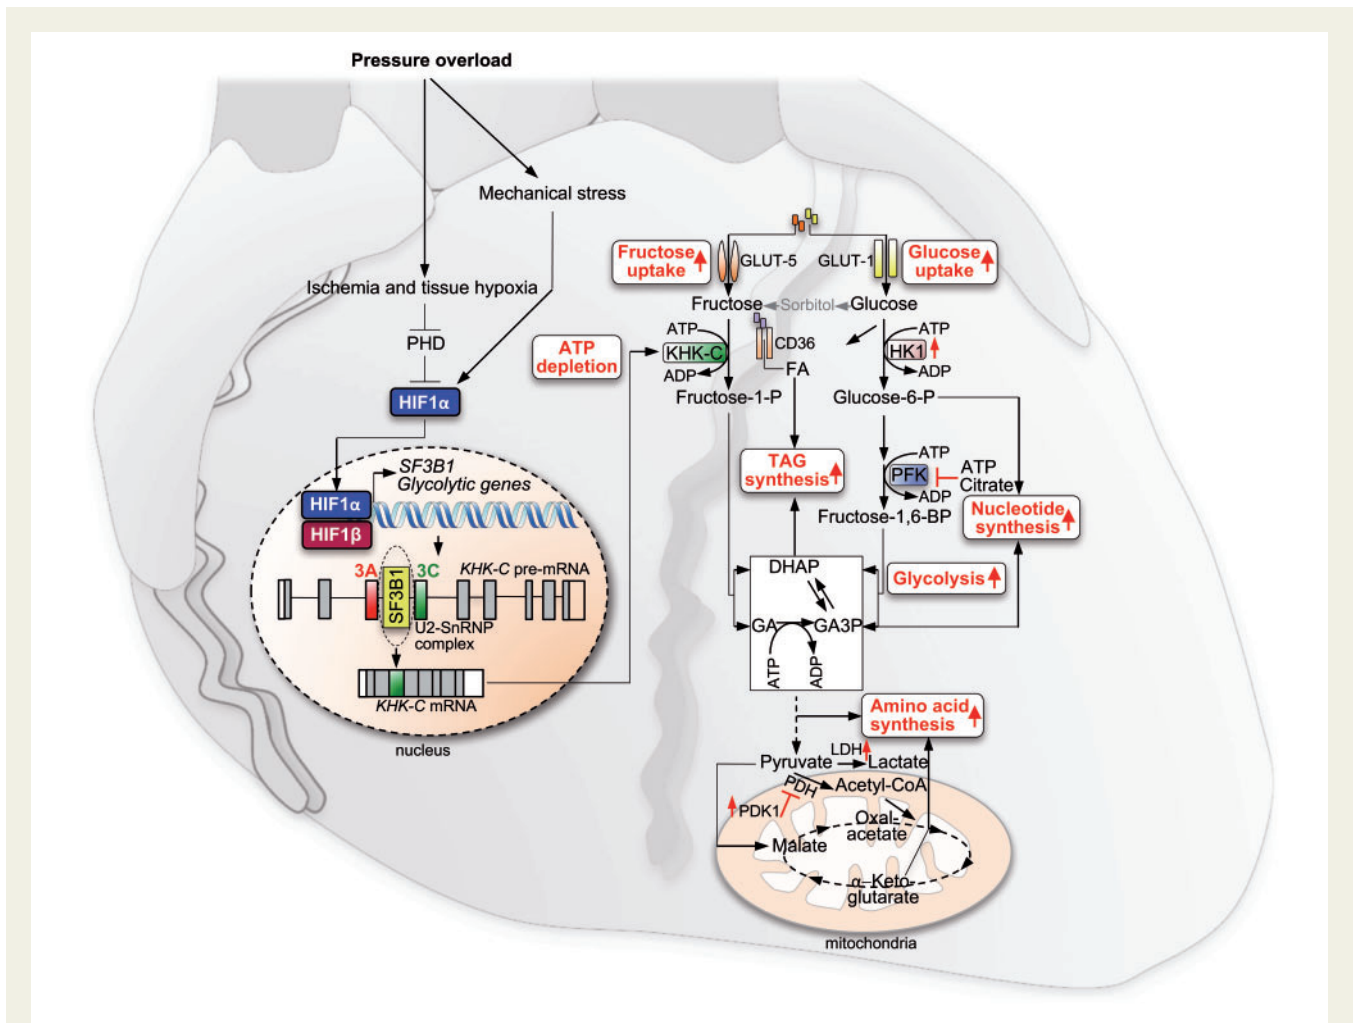 Pressure overload
Mechanical stress
Ischemia and tissue hypoxia
PHD
HIF1α
SF3B1
Glycolytic genes
HIF1α
HIF1β
3A
3C
KHK-C pre-mRNA
SF3B1
U2-SnRNP
complex
KHK-C mRNA
nucleus
ATP
depletion
Fructose
uptake
GLUT-5
GLUT-1
Glucose
uptake
Fructose
Sorbitol
Glucose
ATP
KHK-C
ADP
CD36
FA
ATP
HK1
ADP
Fructose-1-P
Glucose-6-P
TAG
synthesis
ATP
PFK
ADP
ATP
Citrate
Fructose-1,6-BP
Nucleotide
synthesis
DHAP
GA
GA3P
ATP
ADP
Glycolysis
Amino acid
synthesis
LDH
Pyruvate
Lactate
PDH
Acetyl-CoA
PDK1
Oxal-
acetate
Malate
α-Keto-
glutarate
mitochondria